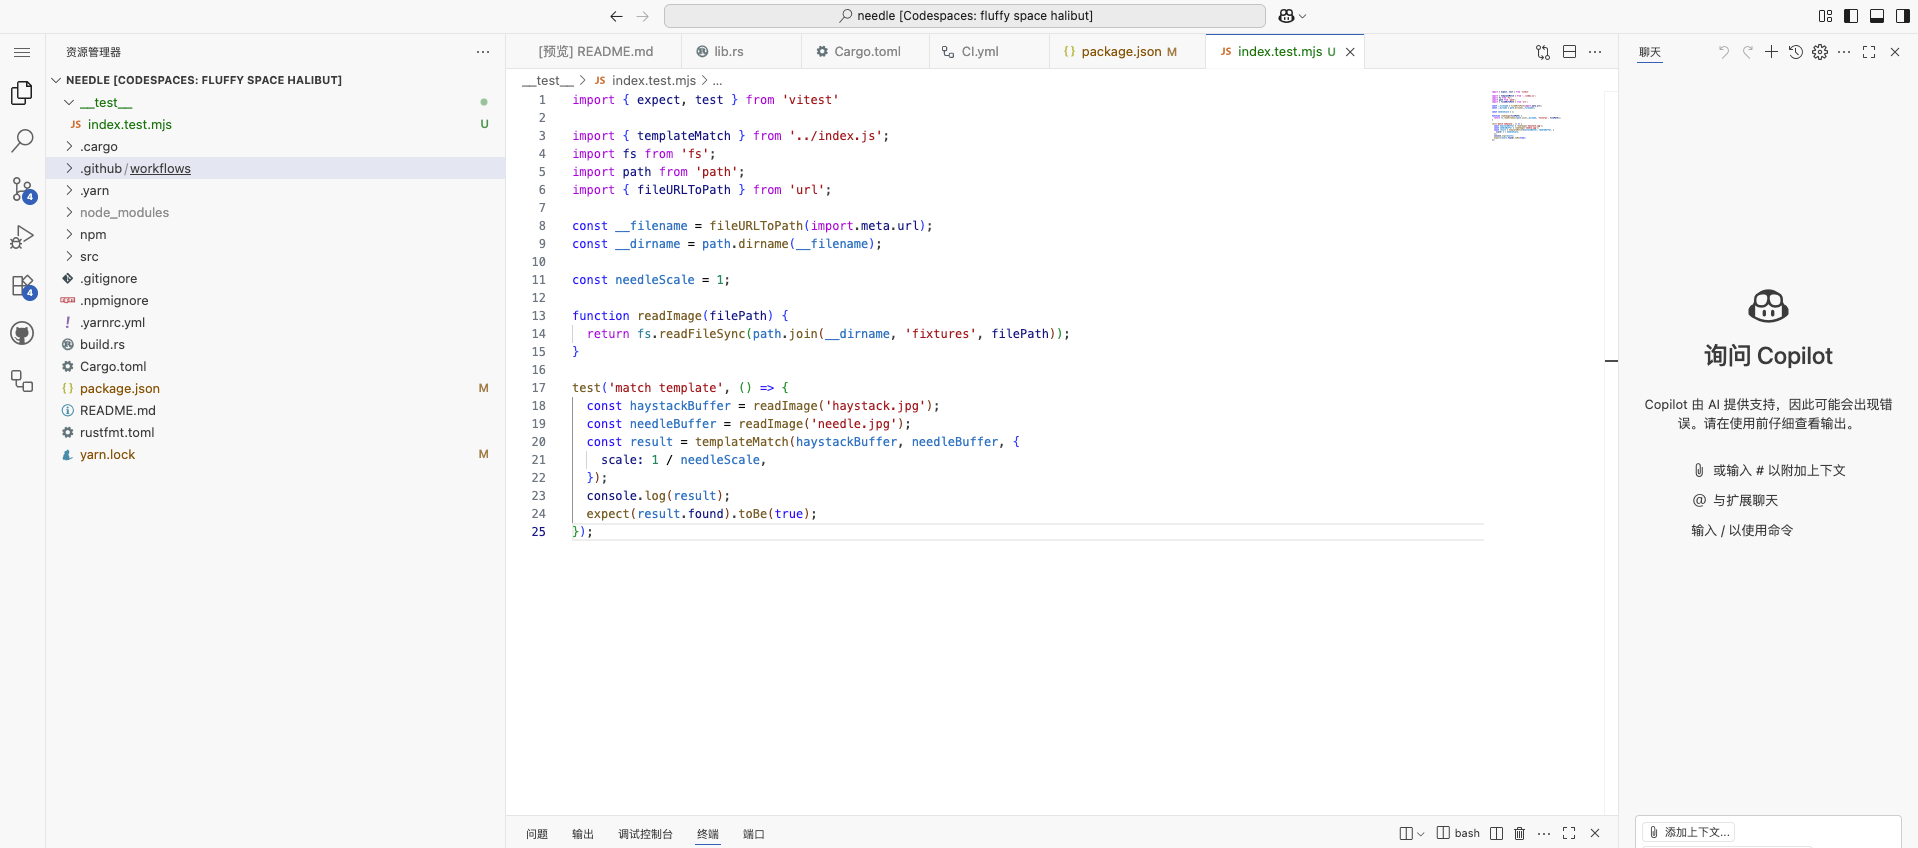 needle [Codespaces: fluffy space halibut]
资源管理器
NEEDLE [CODESPACES: FLUFFY SPACE HALIBUT]
__test__
JS index.test.mjs U
.cargo
.github / workflows
.yarn
node_modules
npm
src
.gitignore
.npmignore
! .yarnrc.yml
build.rs
Cargo.toml
{} package.json M
README.md
rustfmt.toml
yarn.lock M
4
4
[预览] README.md
lib.rs
Cargo.toml
CI.yml
{} package.json M
JS index.test.mjs U
__test__ > JS index.test.mjs > ...
1 import { expect, test } from 'vitest'
2
3 import { templateMatch } from '../index.js';
4 import fs from 'fs';
5 import path from 'path';
6 import { fileURLToPath } from 'url';
7
8 const __filename = fileURLToPath(import.meta.url);
9 const __dirname = path.dirname(__filename);
10
11 const needleScale = 1;
12
13 function readImage(filePath) {
14 return fs.readFileSync(path.join(__dirname, 'fixtures', filePath));
15 }
16
17 test('match template', () => {
18 const haystackBuffer = readImage('haystack.jpg');
19 const needleBuffer = readImage('needle.jpg');
20 const result = templateMatch(haystackBuffer, needleBuffer, {
21 scale: 1 / needleScale,
22 });
23 console.log(result);
24 expect(result.found).toBe(true);
25 });
问题
输出
调试控制台
终端
端口
bash
聊天
询问 Copilot
Copilot 由 AI 提供支持，因此可能会出现错
误。请在使用前仔细查看输出。
或输入 # 以附加上下文
@ 与扩展聊天
输入 / 以使用命令
添加上下文...